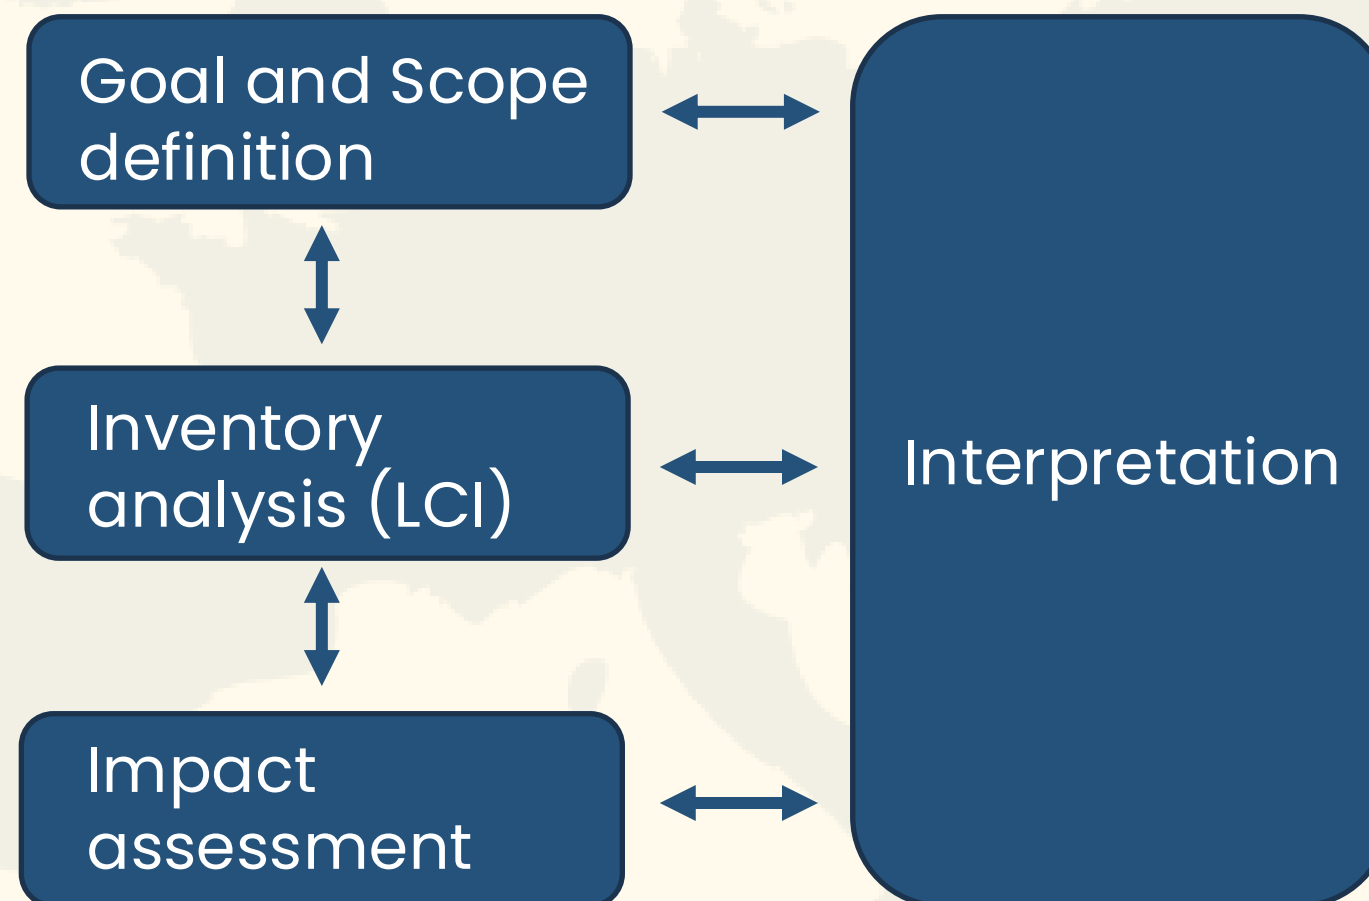 Goal and Scope
definition
Inventory
analysis (LCI)
Interpretation
Impact
assessment